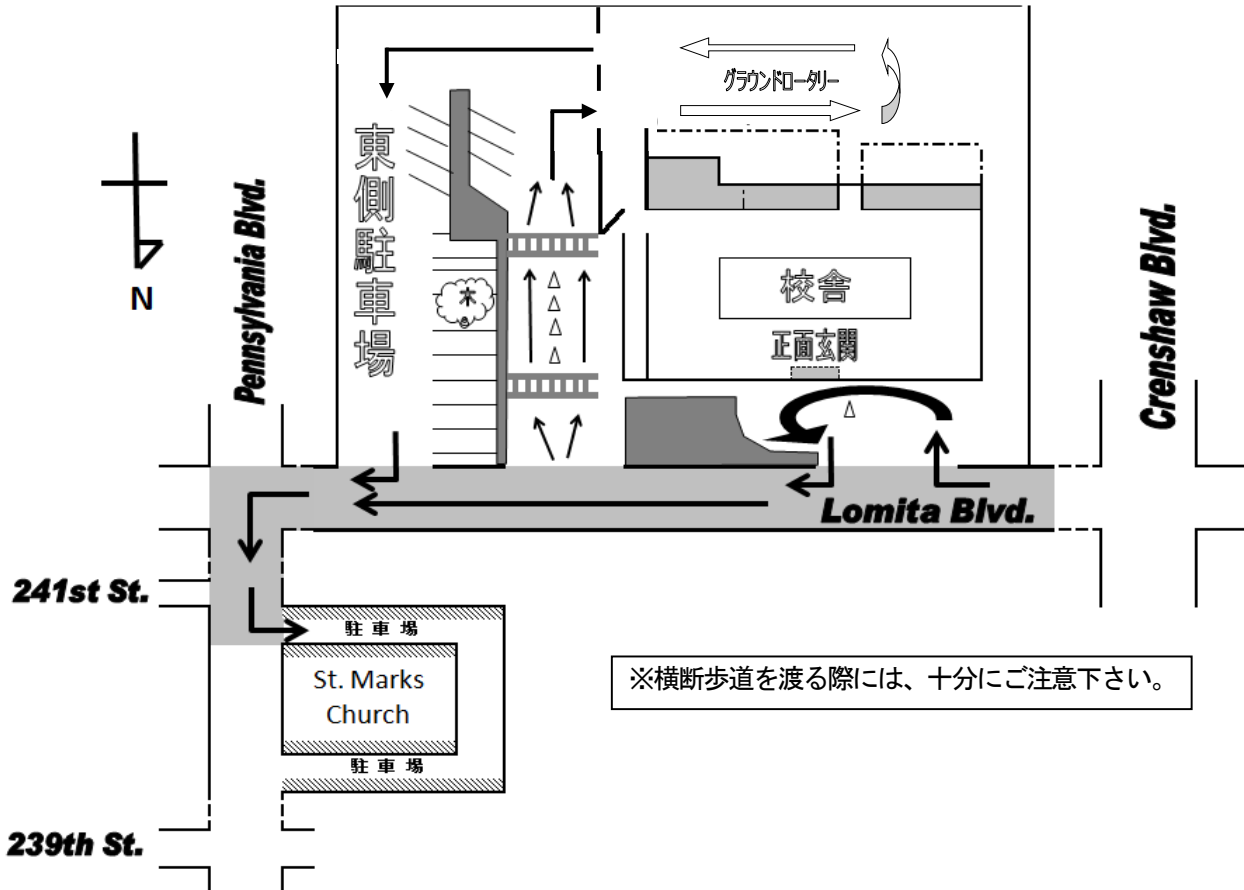 グラウンドロータリー
東側駐車場
木
N
Pennsylvania Blvd.
校舎
正面玄関
Crenshaw Blvd.
Lomita Blvd.
241st St.
駐車場
St. Marks
Church
駐車場
※横断歩道を渡る際には、十分にご注意下さい。
239th St.